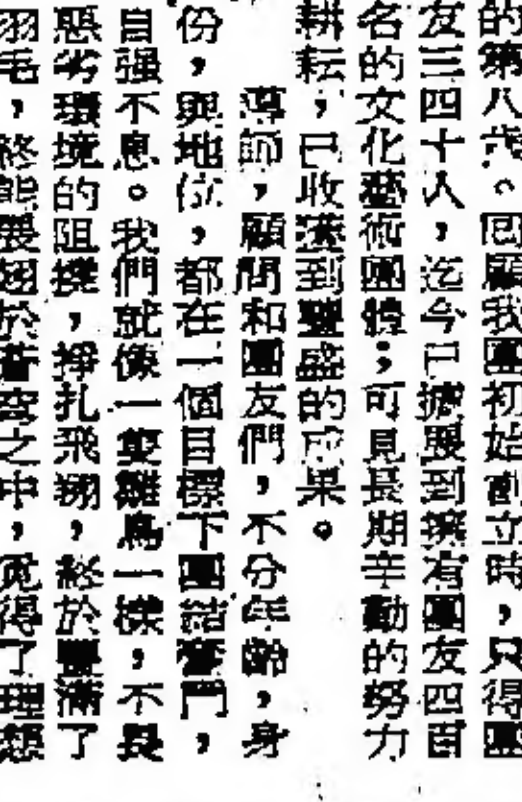 的第八歲。回顧我團初始創立時，只得團
友三四十人，迄今已擴展到擁有團友四百
名的文化藝術團體；可見長期辛勤的努力
耕耘，已收穫到豐盛的成果。
導師，顧問和團友們，不分年齡，身
份，與地位，都在一個目標下團結奮鬥，
自强不息。我們就像一隻雛鳥一樣，不畏
惡劣環境的阻撓，掙扎飛翔，終於豐滿了
羽毛，終能展翅於蒼空之中，覓得了理想